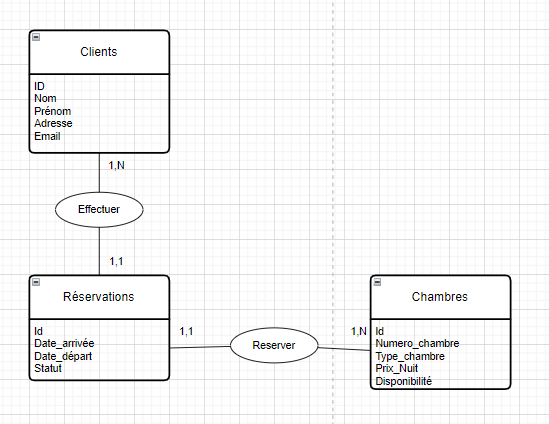 Clients
ID
Nom
Prénom
Adresse
Email
1,N
Effectuer
1,1
Réservations
Id
Date_arrivée
Date_départ
Statut
1,1
Reserver
1,N
Chambres
Id
Numero_chambre
Type_chambre
Prix_Nuit
Disponibilité